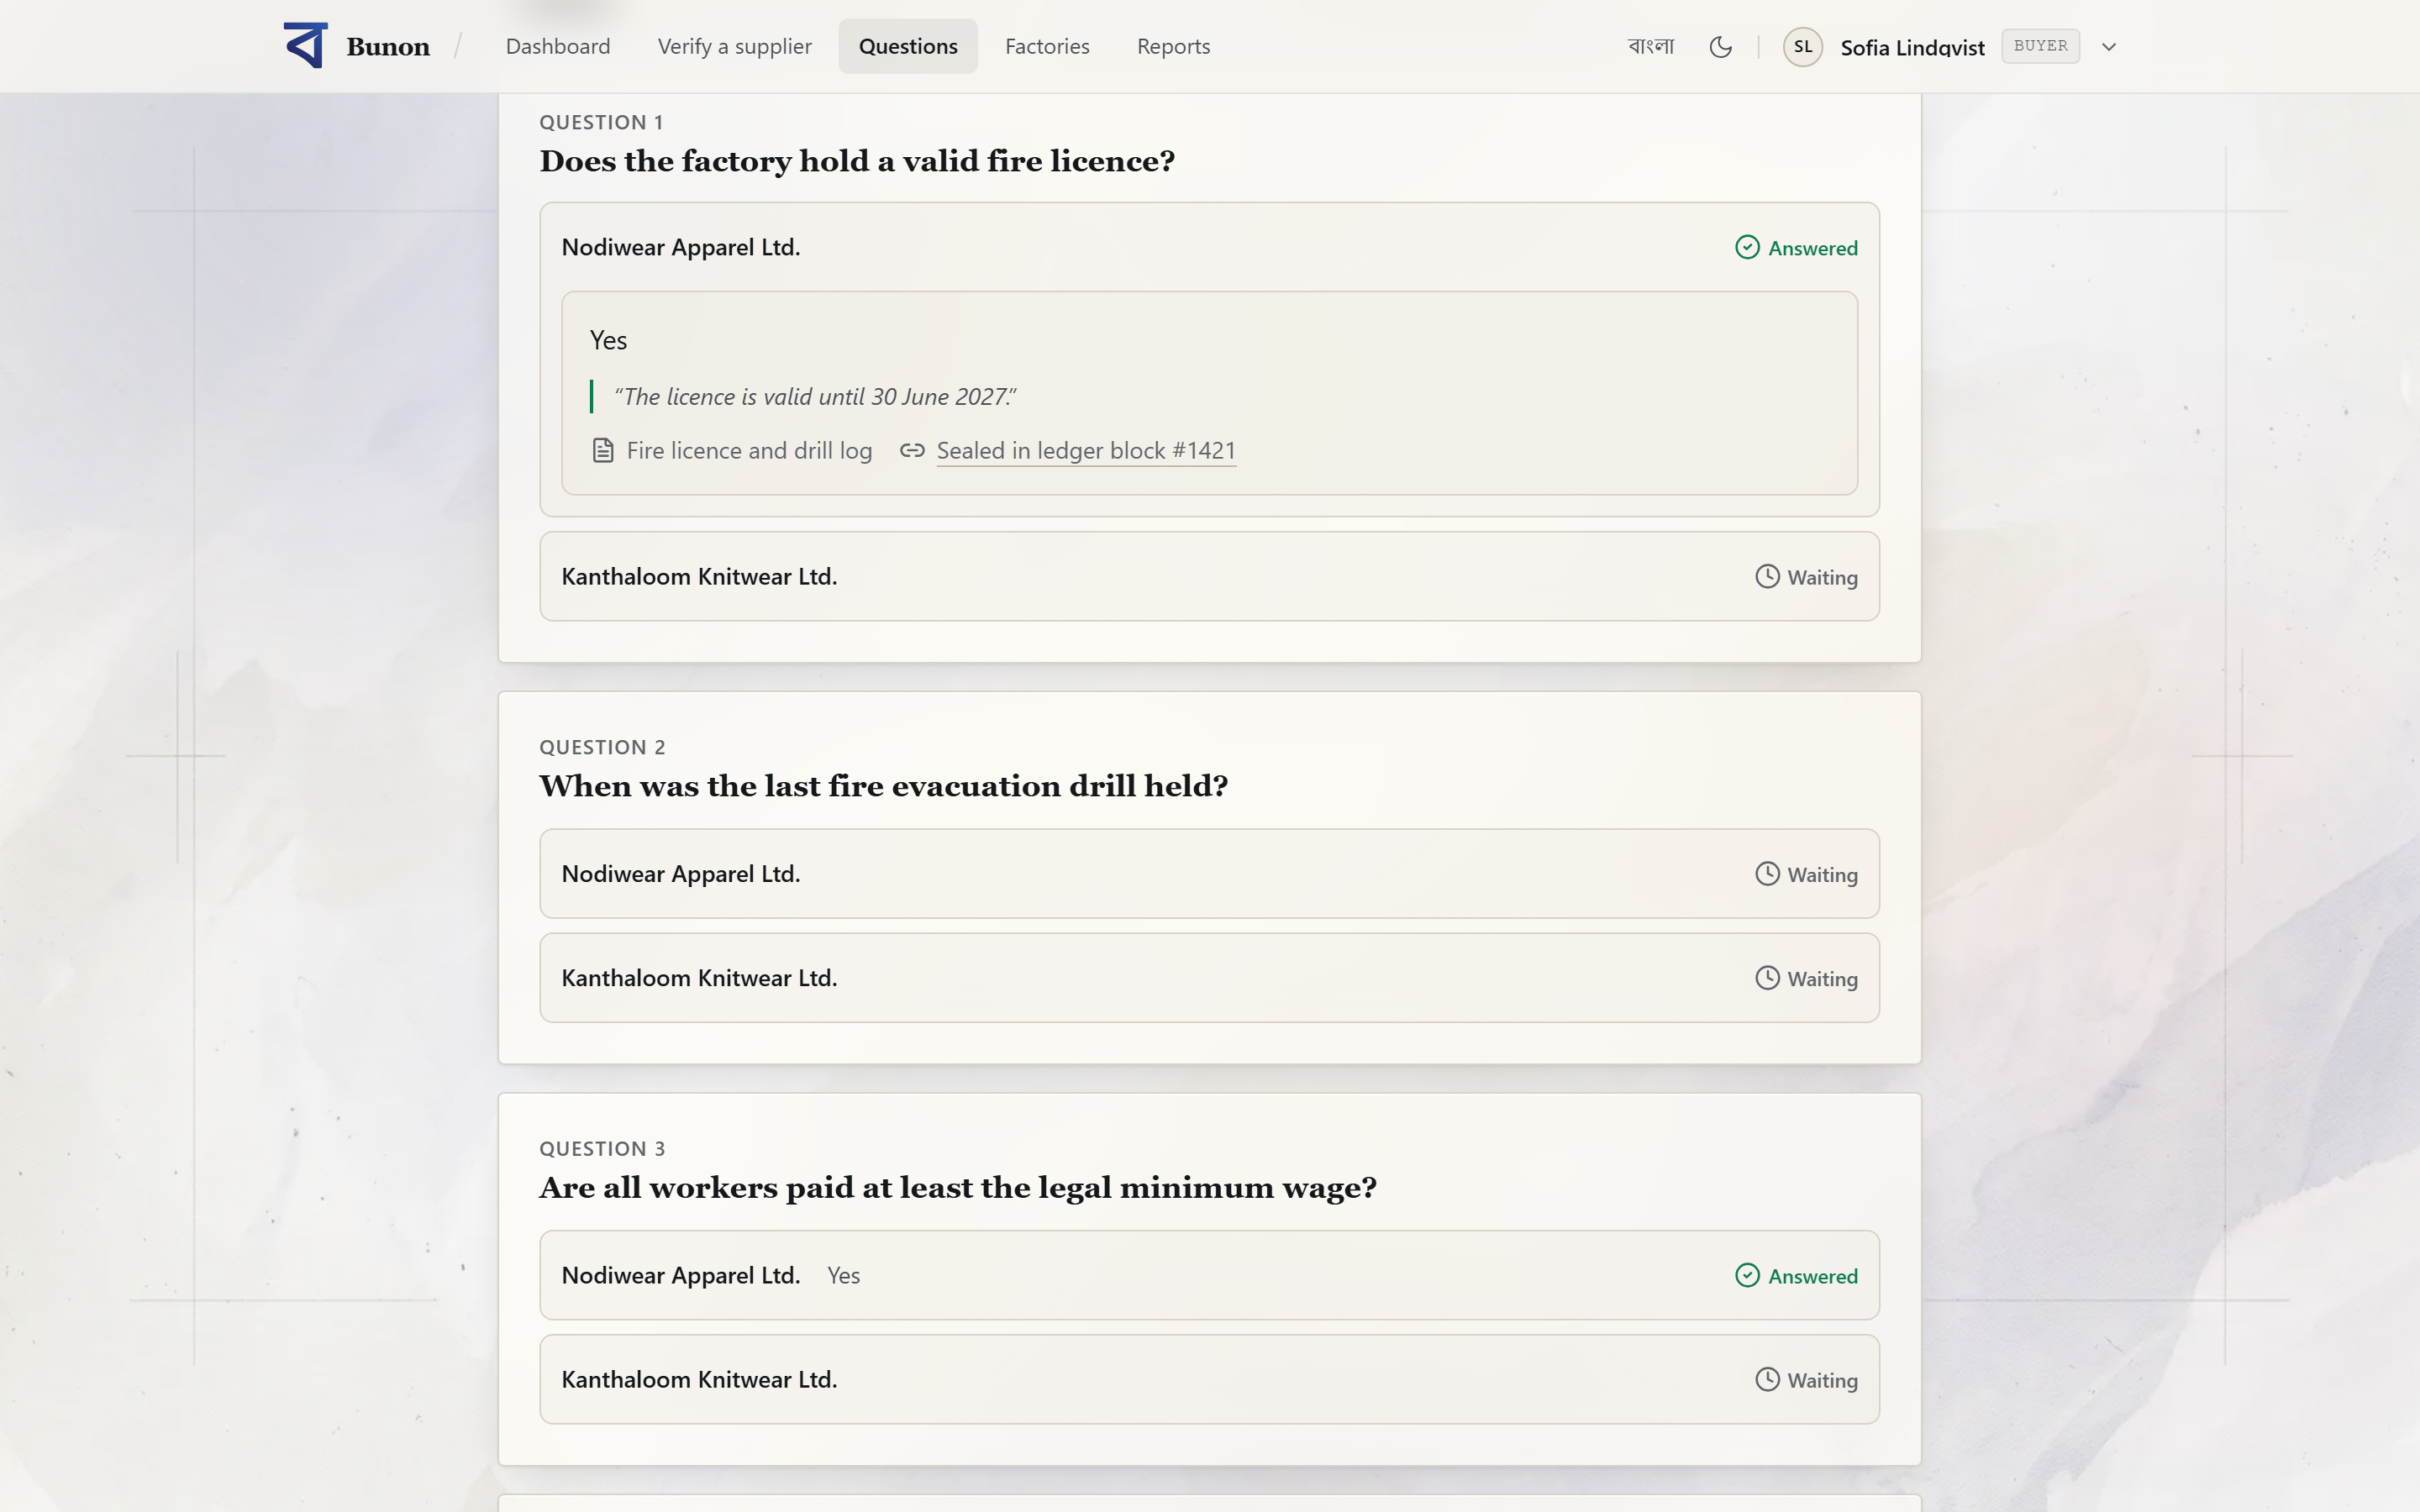 Bunon / Dashboard Verify a supplier Questions Factories Reports বাংলা SL Sofia Lindqvist BUYER
QUESTION 1
Does the factory hold a valid fire licence?
Nodiwear Apparel Ltd. Answered
Yes
“The licence is valid until 30 June 2027.”
Fire licence and drill log Sealed in ledger block #1421
Kanthaloom Knitwear Ltd. Waiting
QUESTION 2
When was the last fire evacuation drill held?
Nodiwear Apparel Ltd. Waiting
Kanthaloom Knitwear Ltd. Waiting
QUESTION 3
Are all workers paid at least the legal minimum wage?
Nodiwear Apparel Ltd. Yes Answered
Kanthaloom Knitwear Ltd. Waiting